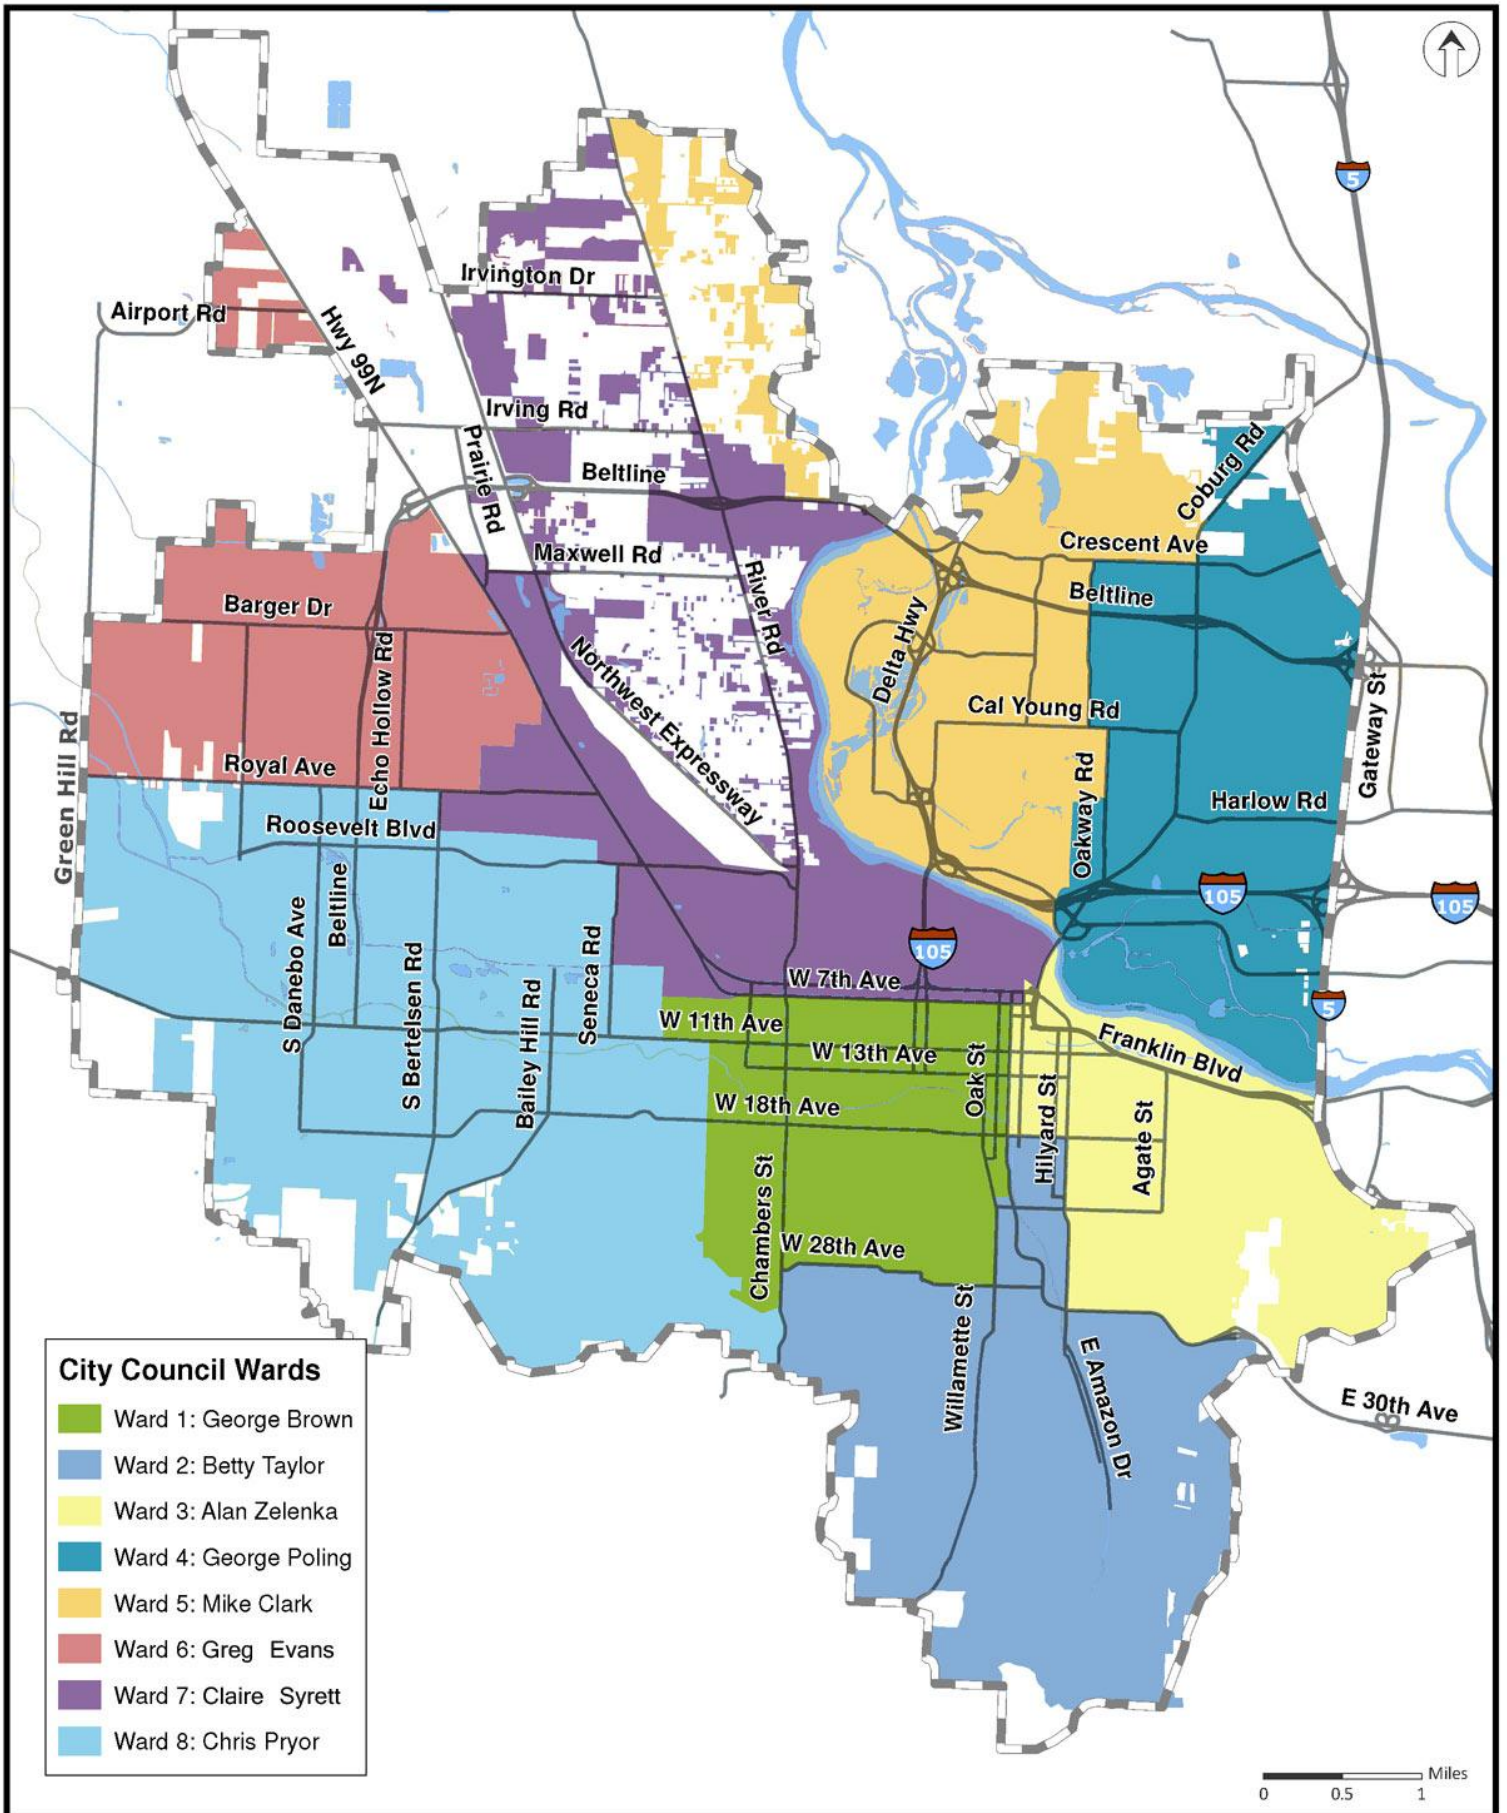 5
Irvington Dr
Airport Rd
Hwy 99N
Irving Rd
Prairie Rd
Beltline
Coburg Rd
Crescent Ave
Maxwell Rd
River Rd
Beltline
Barger Dr
Delta Hwy
Echo Hollow Rd
Northwest Expressway
Cal Young Rd
Gateway St
Green Hill Rd
Royal Ave
Oakway Rd
Harlow Rd
Roosevelt Blvd
105
105
Beltline
S Danebo Ave
S Bertelsen Rd
Seneca Rd
105
W 7th Ave
5
Bailey Hill Rd
W 11th Ave
W 13th Ave
Franklin Blvd
Oak St
W 18th Ave
Hilyard St
Agate St
Chambers St
W 28th Ave
Willamette St
E Amazon Dr
E 30th Ave
City Council Wards
Ward 1: George Brown
Ward 2: Betty Taylor
Ward 3: Alan Zelenka
Ward 4: George Poling
Ward 5: Mike Clark
Ward 6: Greg Evans
Ward 7: Claire Syrett
Ward 8: Chris Pryor
Miles
0 0.5 1